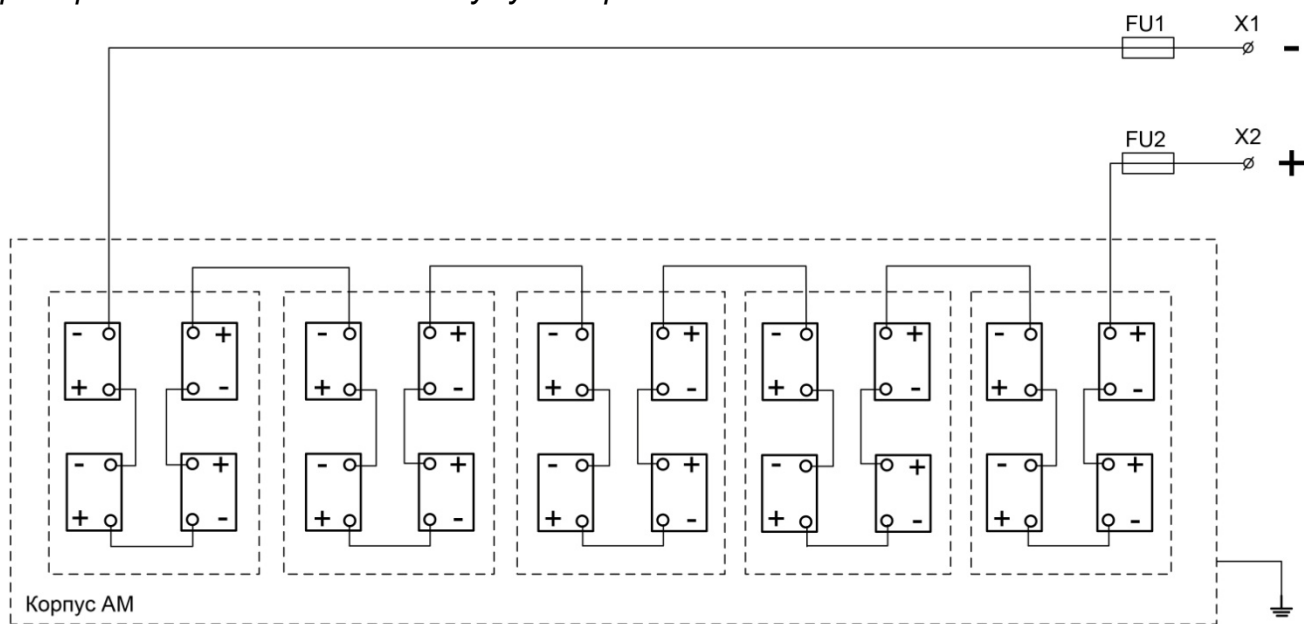 FU1 X1
-
FU2 X2
+
- + - + - + - + - +
+ - + - + - + - + -
- + - + - + - + - +
+ - + - + - + - + -
Корпус АМ